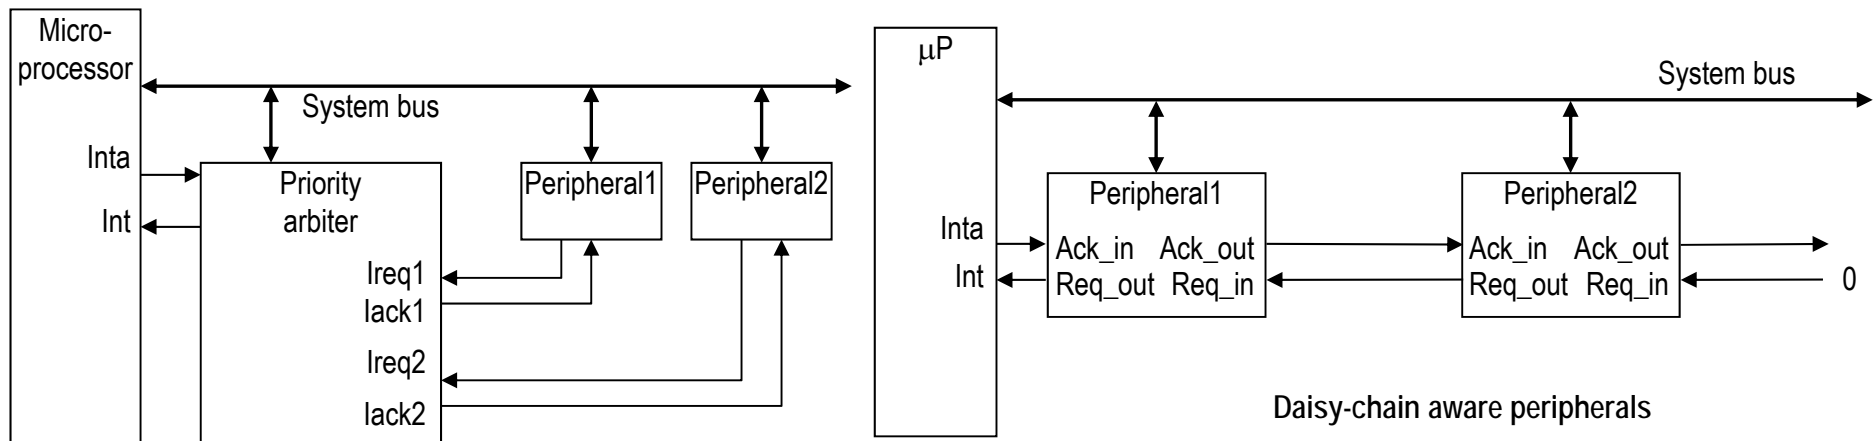 Micro-
processor
System bus
Inta
Int
Priority
arbiter
Peripheral1
Peripheral2
Ireq1
Iack1
Ireq2
Iack2
μP
System bus
Inta
Int
Peripheral1
Ack_in Ack_out
Req_out Req_in
Peripheral2
Ack_in Ack_out
Req_out Req_in
0
Daisy-chain aware peripherals